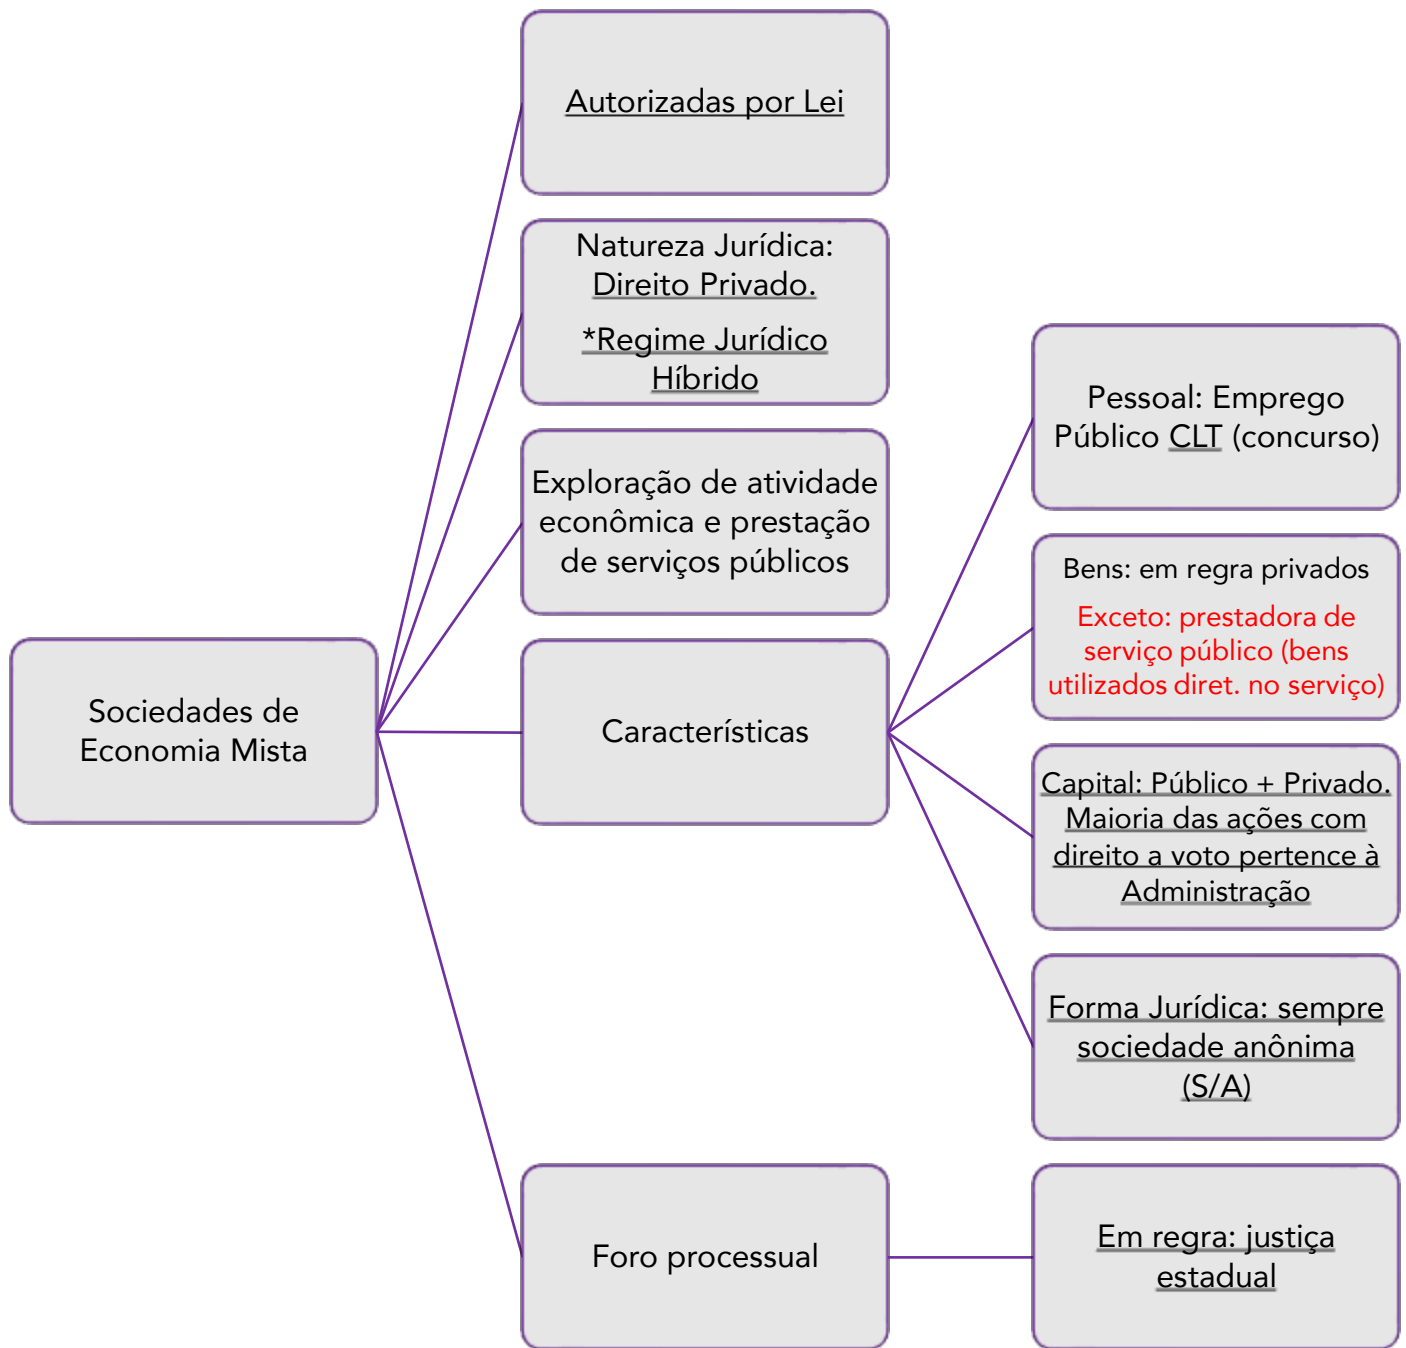 Autorizadas por Lei
Natureza Jurídica:
Direito Privado.
*Regime Jurídico
Híbrido
Exploração de atividade
econômica e prestação
de serviços públicos
Sociedades de
Economia Mista
Características
Pessoal: Emprego
Público CLT (concurso)
Bens: em regra privados
Exceto: prestadora de
serviço público (bens
utilizados diret. no serviço)
Capital: Público + Privado.
Maioria das ações com
direito a voto pertence à
Administração
Forma Jurídica: sempre
sociedade anônima
(S/A)
Foro processual
Em regra: justiça
estadual